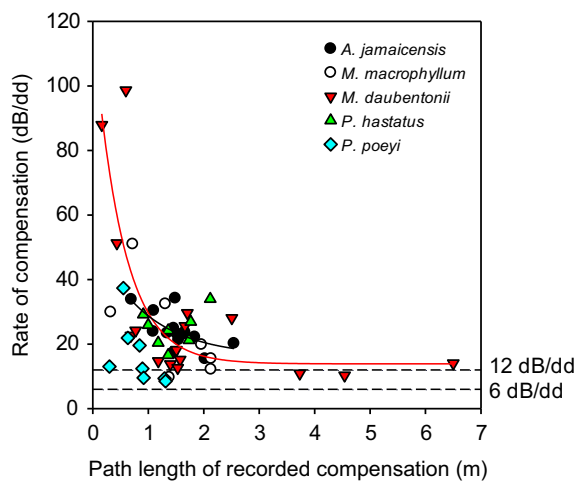 120
100
80
60
40
20
0
Rate of compensation (dB/dd)
A. jamaicensis
M. macrophyllum
M. daubentonii
P. hastatus
P. poeyi
12 dB/dd
6 dB/dd
0 1 2 3 4 5 6 7
Path length of recorded compensation (m)